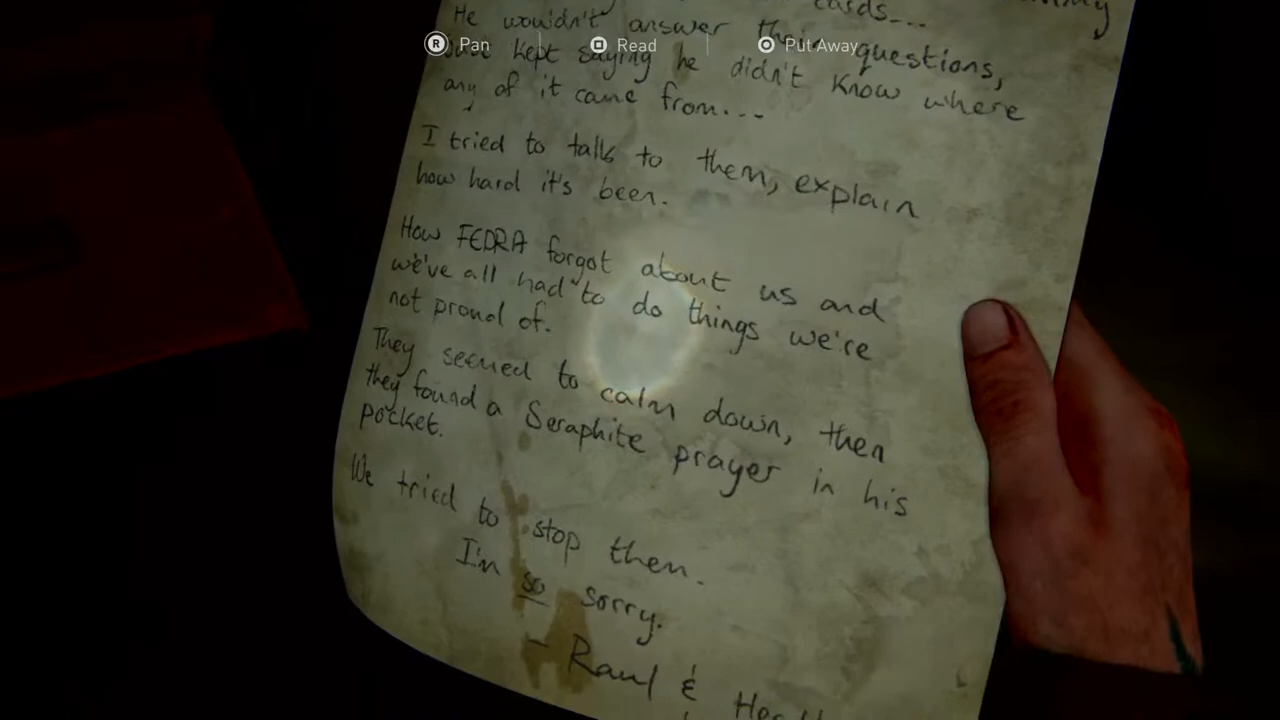 cards...
He wouldn't answer their questions,
R Pan Read Put Away
just kept saying he didn't know where
any of it came from...
I tried to talk to them, explain
how hard it's been.
How FEDRA forgot about us and
we've all had to do things we're
not proud of.
They seemed to calm down, then
they found a Seraphite prayer in his
pocket.
We tried to stop them.
I'm so sorry.
- Raul &